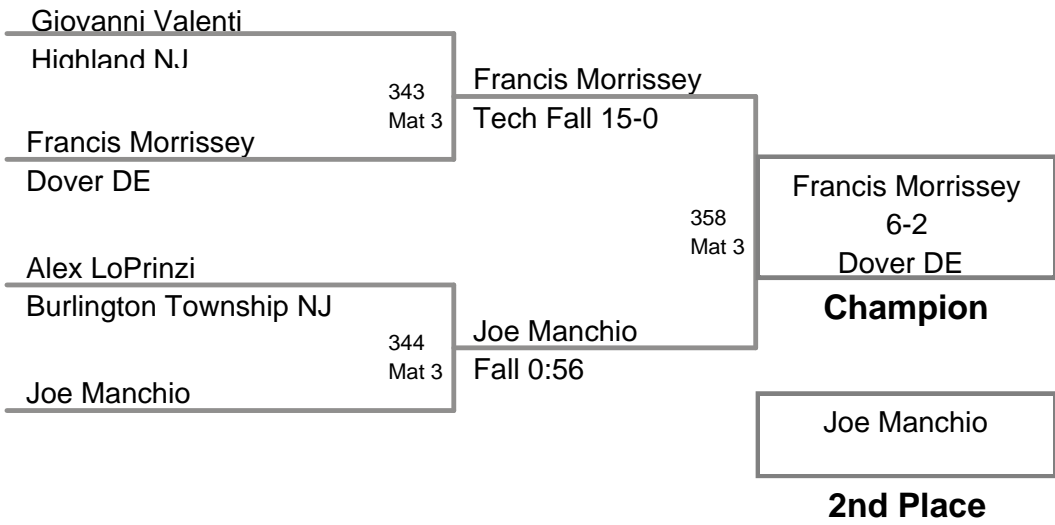 Giovanni Valenti
Highland NJ
343
Mat 3
Francis Morrissey
Tech Fall 15-0
Francis Morrissey
Dover DE
358
Mat 3
Francis Morrissey
6-2
Dover DE
Champion
Alex LoPrinzi
Burlington Township NJ
344
Mat 3
Joe Manchio
Fall 0:56
Joe Manchio
Joe Manchio
2nd Place